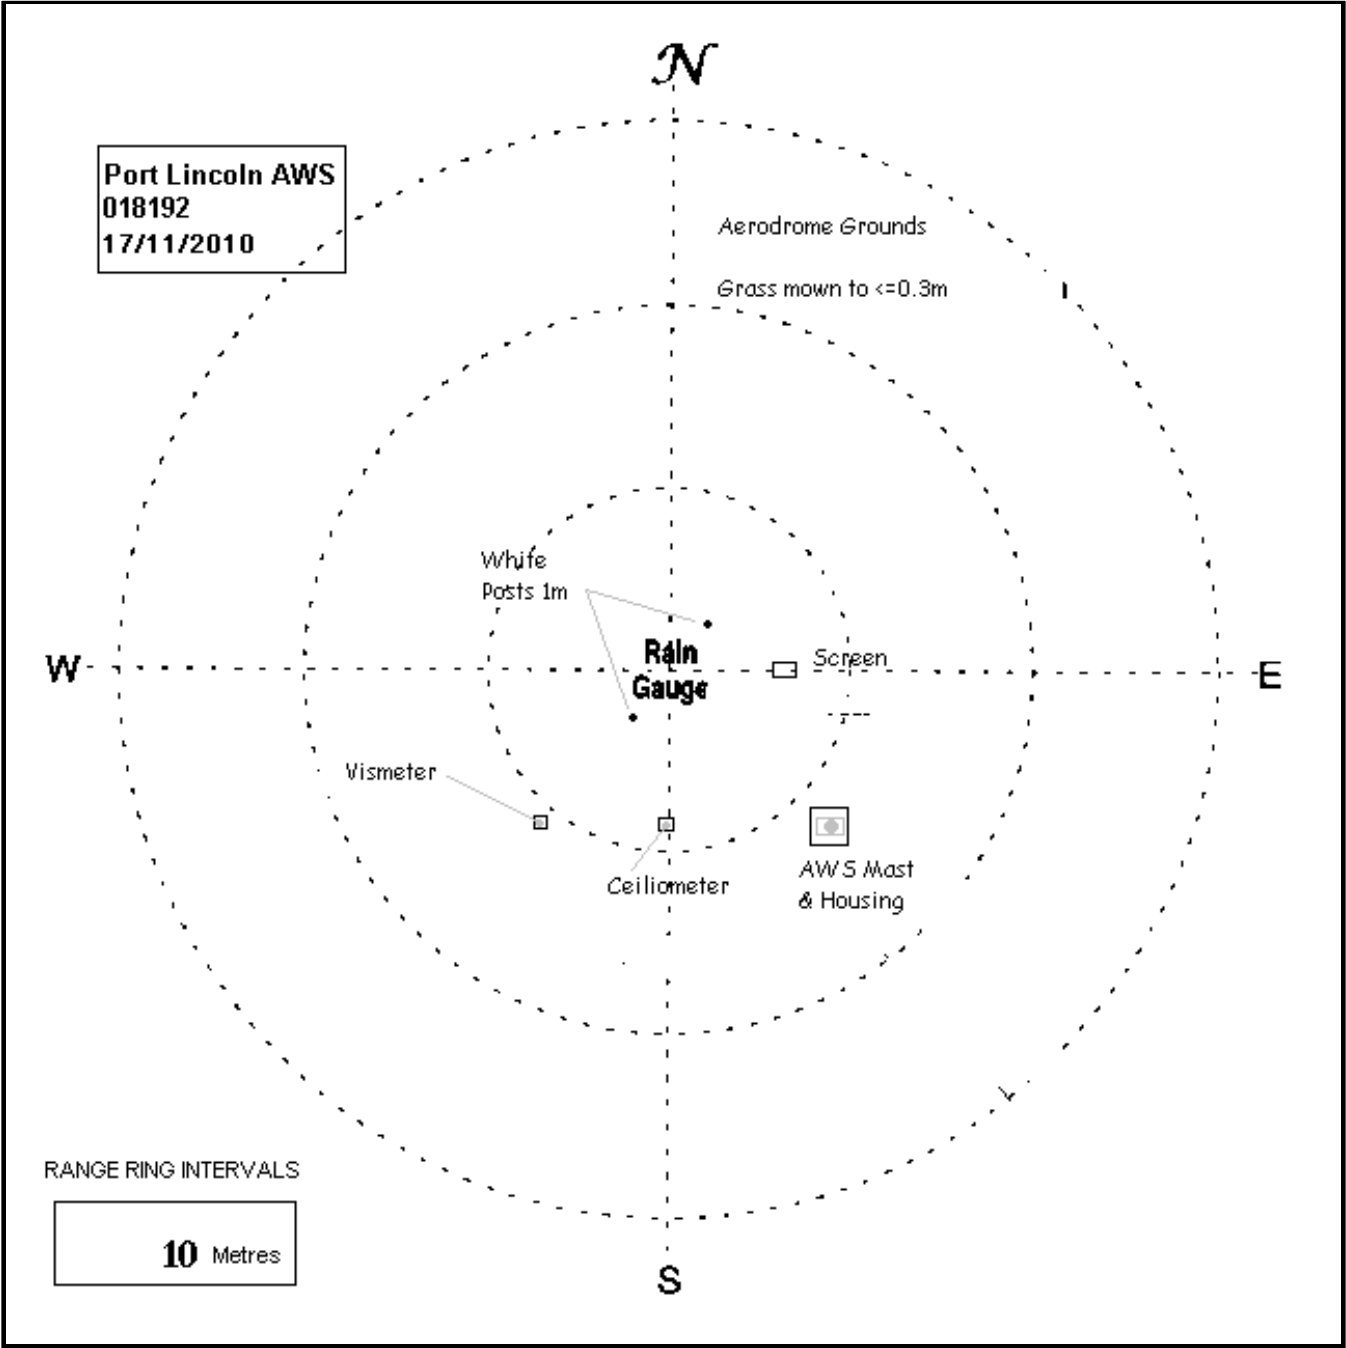 N
Port Lincoln AWS
018192
17/11/2010
Aerodrome Grounds
Grass mown to <=0.3m
White
Posts 1m
Rain
Gauge
Screen
W
E
Vismeter
Ceiliometer
AWS Mast
& Housing
RANGE RING INTERVALS
10 Metres
S